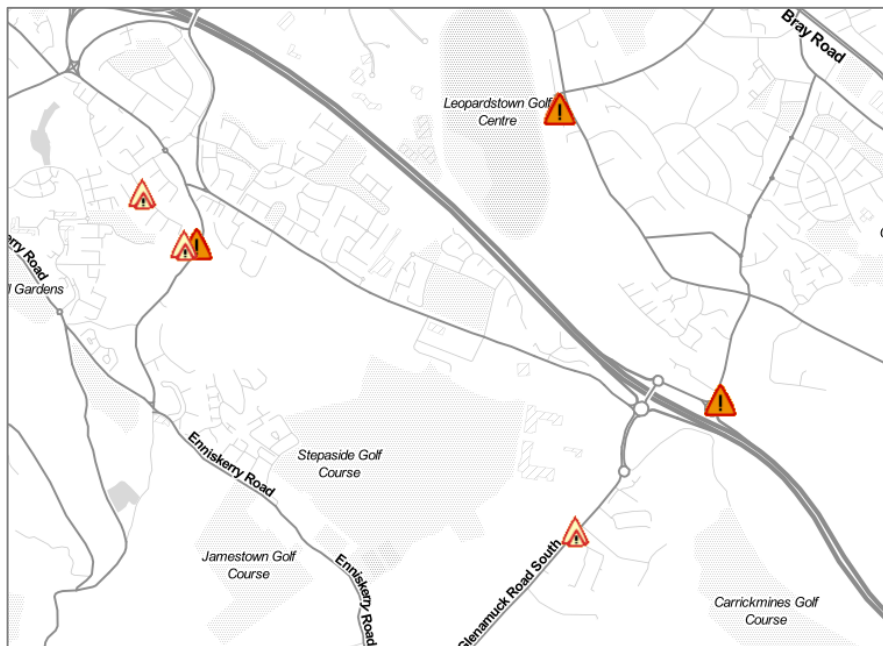 Bray Road
Leopardstown Golf
Centre
erry Road
l Gardens
Enniskerry Road
Stepaside Golf
Course
Jamestown Golf
Course
Enniskerry Road
Glenamuck Road South
Carrickmines Golf
Course